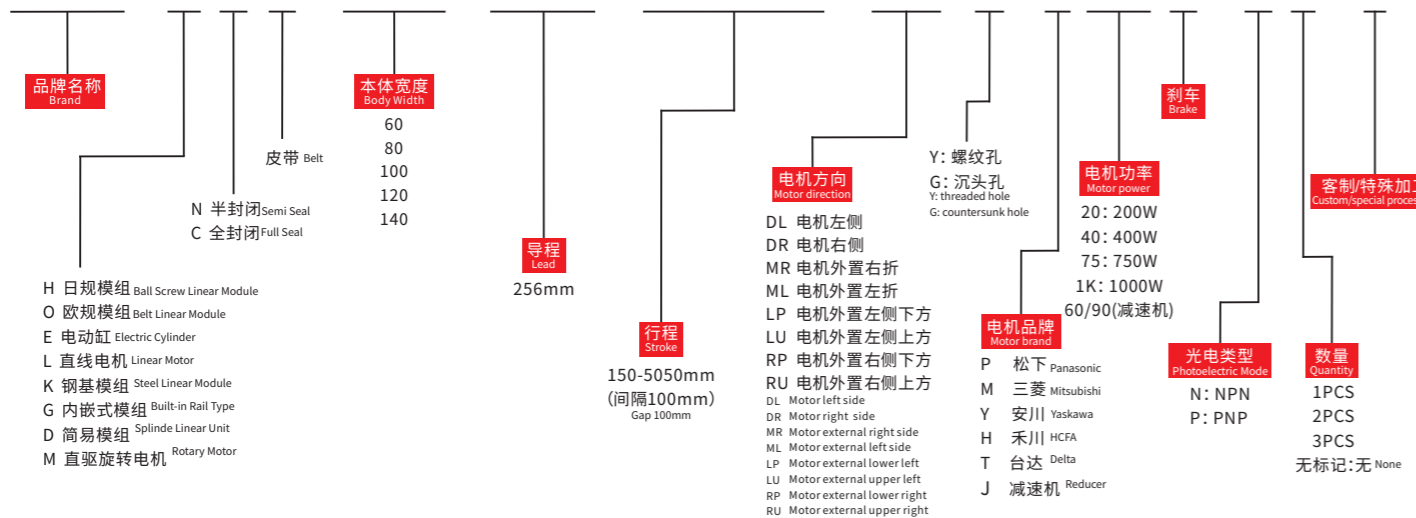 品牌名称
Brand
H 日规模组 Ball Screw Linear Module
O 欧规模组 Belt Linear Module
E 电动缸 Electric Cylinder
L 直线电机 Linear Motor
K 钢基模组 Steel Linear Module
G 内嵌式模组 Built-in Rail Type
D 简易模组 Splinde Linear Unit
M 直驱旋转电机 Rotary Motor
N 半封闭 Semi Seal
C 全封闭 Full Seal
皮带 Belt
本体宽度
Body Width
60
80
100
120
140
导程
Lead
256mm
行程
Stroke
150-5050mm
(间隔100mm)
Gap 100mm
电机方向
Motor direction
DL 电机左侧
DR 电机右侧
MR 电机外置右折
ML 电机外置左折
LP 电机外置左侧下方
LU 电机外置左侧上方
RP 电机外置右侧下方
RU 电机外置右侧上方
DL Motor left side
DR Motor right side
MR Motor external right side
ML Motor external left side
LP Motor external lower left
LU Motor external upper left
RP Motor external lower right
RU Motor external upper right
Y: 螺纹孔
G: 沉头孔
Y: threaded hole
G: countersunk hole
电机品牌
Motor brand
P 松下 Panasonic
M 三菱 Mitsubishi
Y 安川 Yaskawa
H 禾川 HCFA
T 台达 Delta
J 减速机 Reducer
电机功率
Motor power
20: 200W
40: 400W
75: 750W
1K: 1000W
60/90(减速机)
刹车
Brake
光电类型
Photoelectric Mode
N: NPN
P: PNP
数量
Quantity
1PCS
2PCS
3PCS
无标记:无 None
客制/特殊加工
Custom/special proces